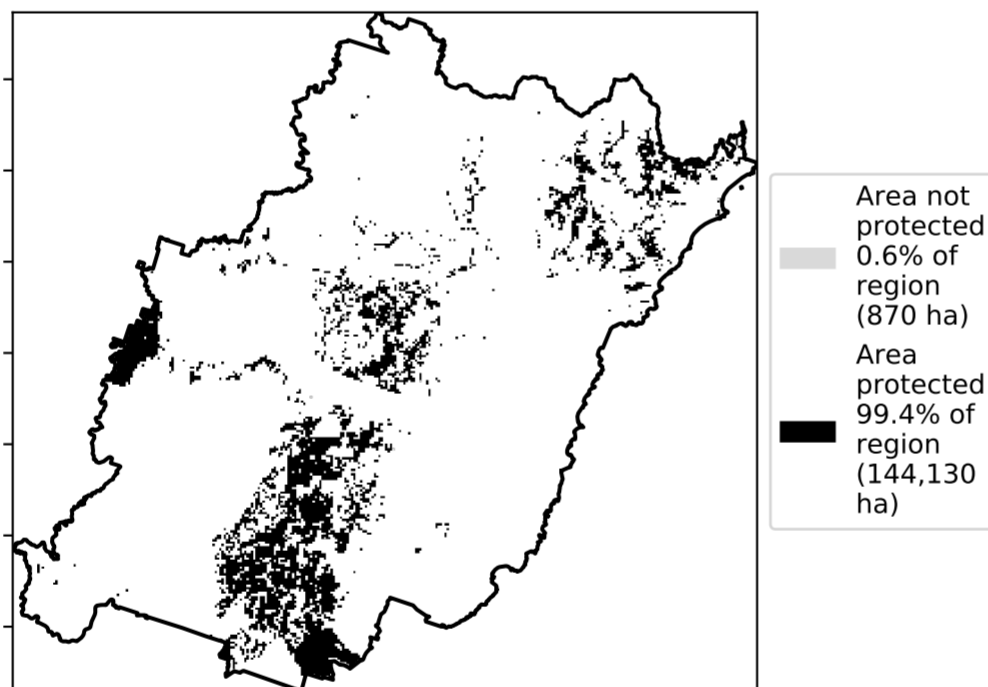 Area not
protected
0.6% of
region
(870 ha)
Area
protected
99.4% of
region
(144,130
ha)